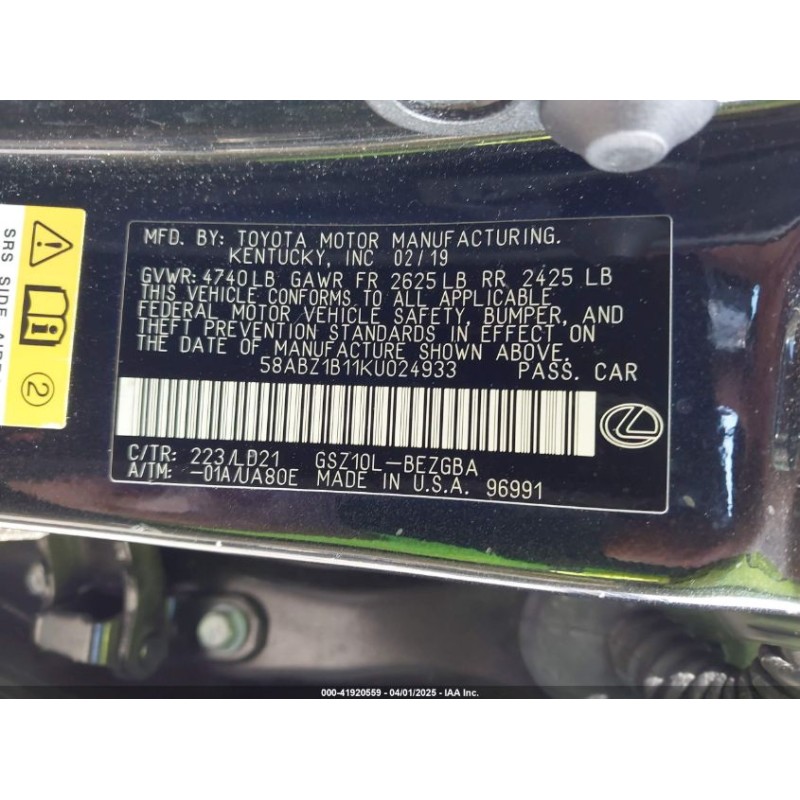 MFD. BY: TOYOTA MOTOR MANUFACTURING.
KENTUCKY, INC 02/19
GVWR: 4740LB GAWR FR 2625LB RR 2425 LB
THIS VEHICLE CONFORMS TO ALL APPLICABLE
FEDERAL MOTOR VEHICLE SAFETY, BUMPER, AND
THEFT PREVENTION STANDARDS IN EFFECT ON
THE DATE OF MANUFACTURE SHOWN ABOVE.
58ABZ1B11KU024933 PASS. CAR
C/TR: 223/LD21 GSZ10L-BEZGBA
A/TM: -01A/UA80E MADE IN U.S.A. 96991
SRS SIDE
2
000-41920559 - 04/01/2025 - IAA Inc.